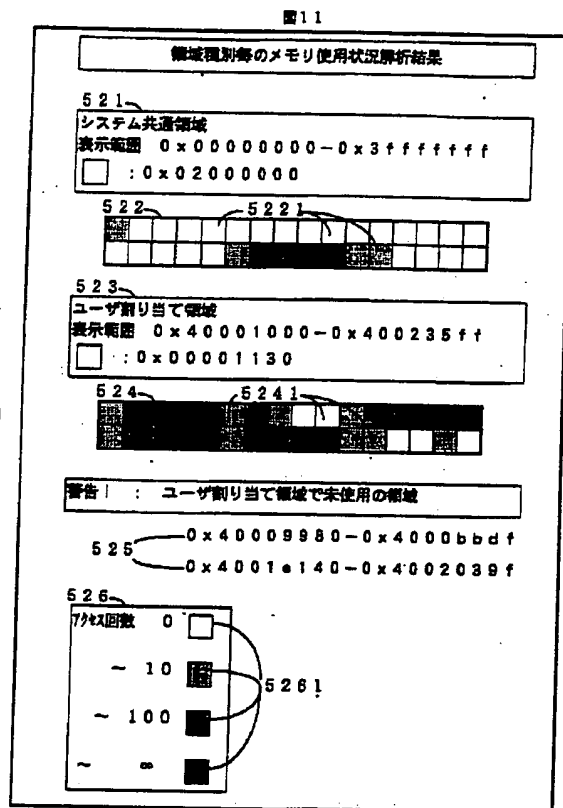 図11
領域種別毎のメモリ使用状況解析結果
521
システム共通領域
表示範囲 0x00000000-0x3fffffff
:0x02000000
522 5221
523
ユーザ割り当て領域
表示範囲 0x40001000-0x400235ff
:0x00001130
524 5241
警告! : ユーザ割り当て領域で未使用の領域
0x40009980-0x4000bbdf
525
0x4001e140-0x4002039f
526
アクセス回数 0
~ 10
5261
~ 100
~ ∞